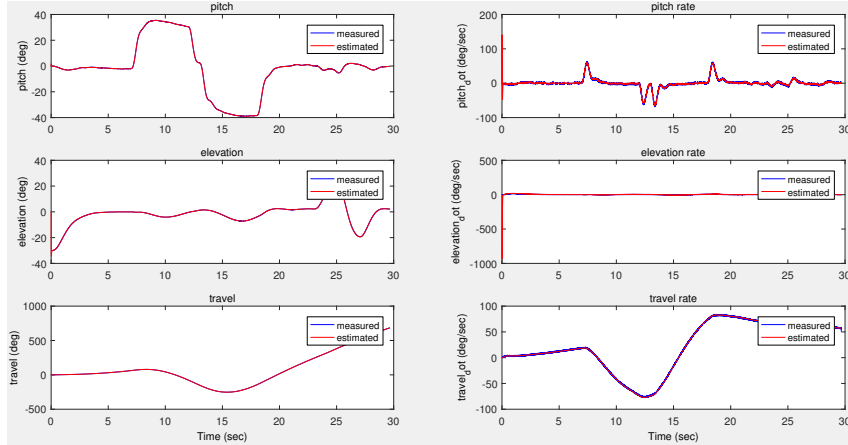 pitch
40
20
0
-20
-40
pitch (deg)
measured
estimated
0 5 10 15 20 25 30
pitch rate
200
100
0
-100
pitch_dot (deg/sec)
measured
estimated
0 5 10 15 20 25 30
elevation
40
20
0
-20
-40
elevation (deg)
measured
estimated
0 5 10 15 20 25 30
elevation rate
500
0
-500
-1000
elevation_dot (deg/sec)
measured
estimated
0 5 10 15 20 25 30
travel
1000
500
0
-500
travel (deg)
measured
estimated
0 5 10 15 20 25 30
Time (sec)
travel rate
100
50
0
-50
-100
travel_dot (deg/sec)
measured
estimated
0 5 10 15 20 25 30
Time (sec)